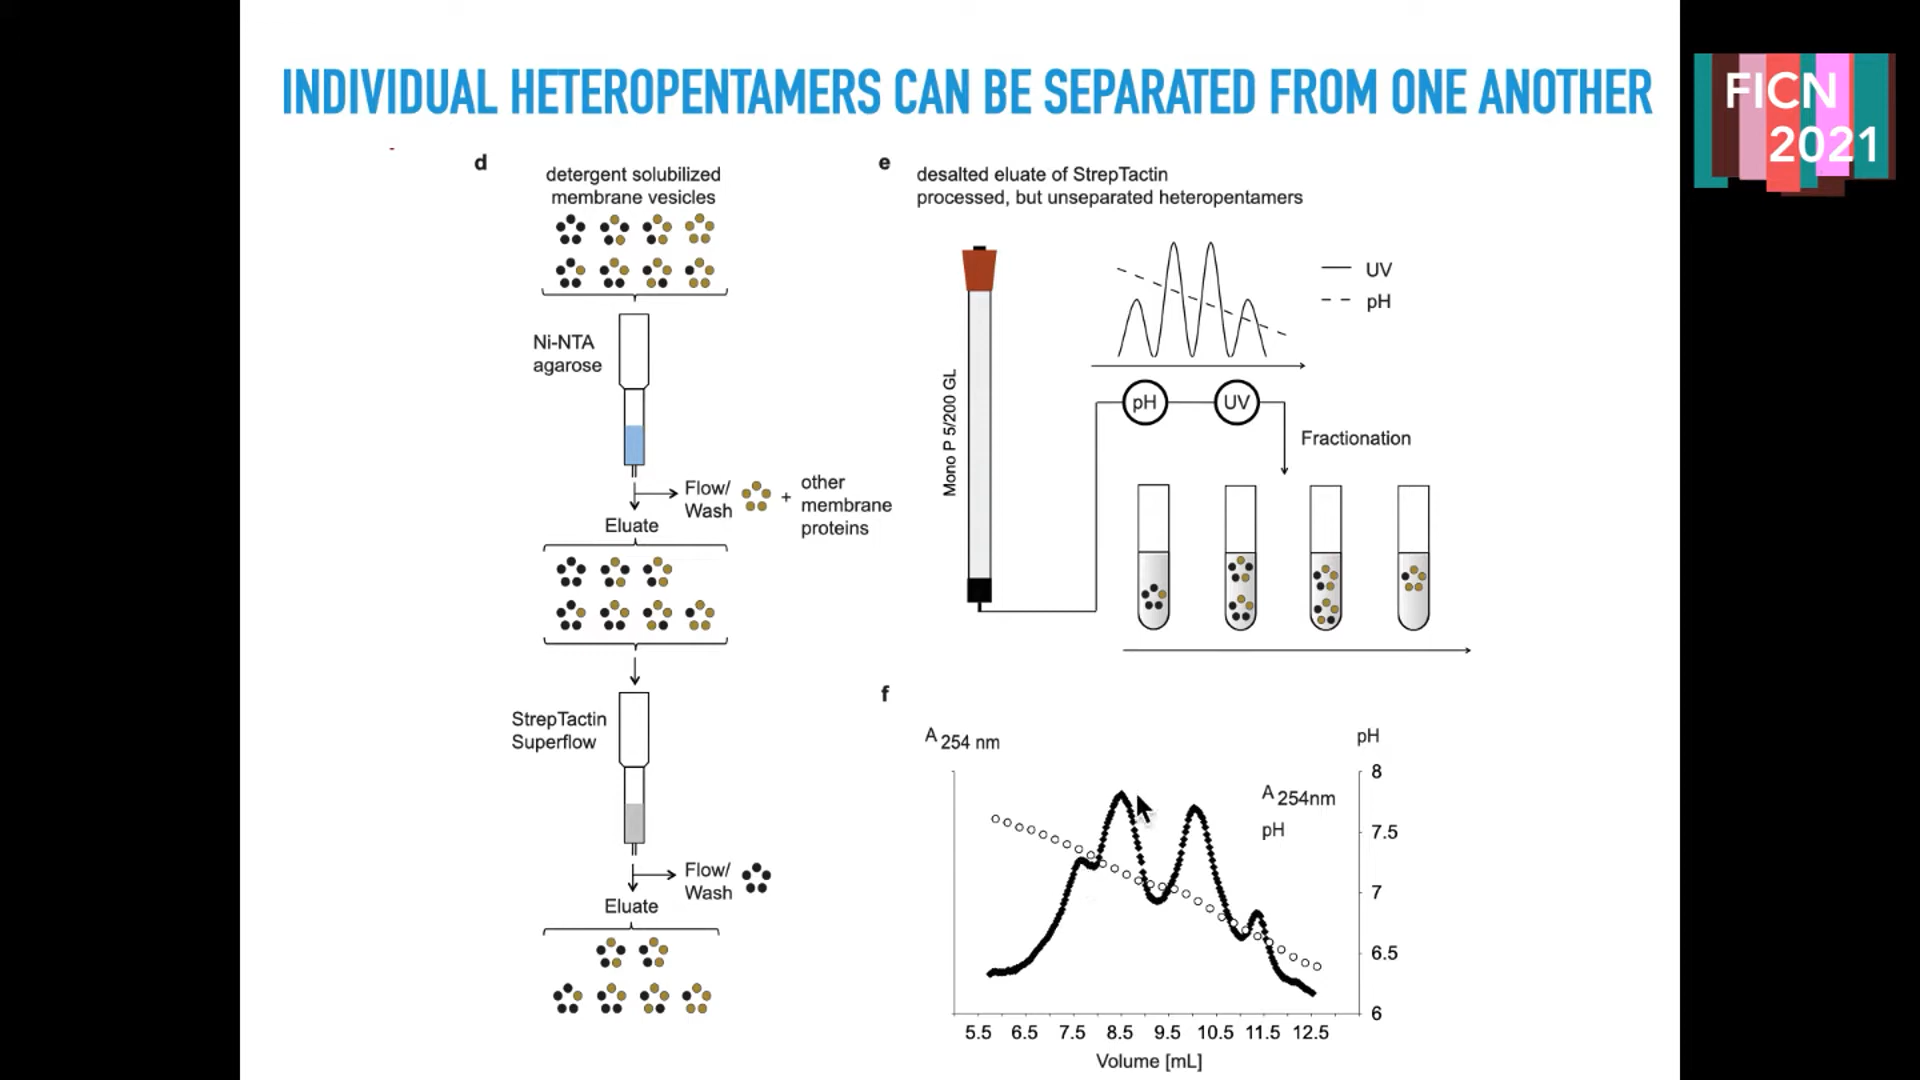 INDIVIDUAL HETEROPENTAMERS CAN BE SEPARATED FROM ONE ANOTHER
FICN
2021
d
detergent solubilized
membrane vesicles
Ni-NTA
agarose
Flow/
Wash
+
other
membrane
proteins
Eluate
StrepTactin
Superflow
Flow/
Wash
Eluate
e
desalted eluate of StrepTactin
processed, but unseparated heteropentamers
Mono P 5/200 GL
UV
pH
pH
UV
Fractionation
f
A 254 nm
pH
A 254nm
pH
8
7.5
7
6.5
6
5.5 6.5 7.5 8.5 9.5 10.5 11.5 12.5
Volume [mL]